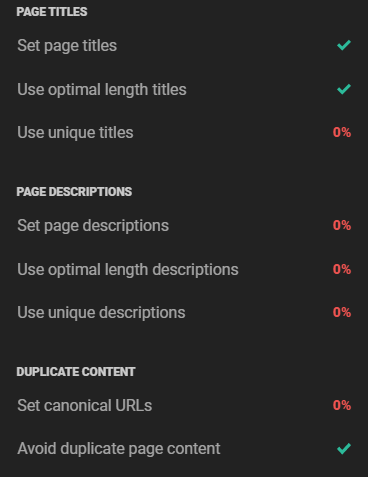 PAGE TITLES
Set page titles
Use optimal length titles
Use unique titles 0%
PAGE DESCRIPTIONS
Set page descriptions 0%
Use optimal length descriptions 0%
Use unique descriptions 0%
DUPLICATE CONTENT
Set canonical URLs 0%
Avoid duplicate page content